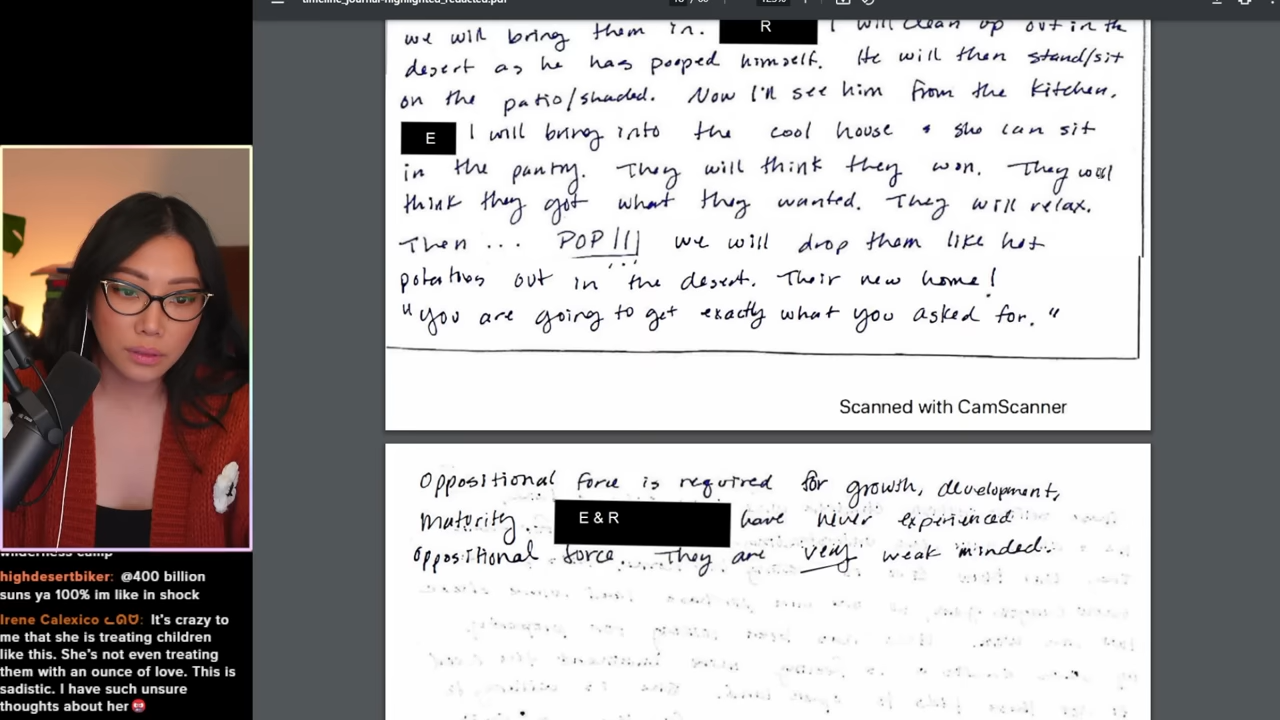 timeline_journal-highlighted_redacted.pdf
we will bring them in. R I will clean up out in the
desert as he has pooped himself. He will then stand/sit
on the patio/shaded. Now I'll see him from the kitchen.
E I will bring into the cool house & she can sit
in the pantry. They will think they won. They will
think they got what they wanted. They will relax.
Then ... POP!!! we will drop them like hot
potatoes out in the desert. Their new home!
"You are going to get exactly what you asked for."
Scanned with CamScanner
Oppositional force is required for growth, development,
maturity. E & R have never experienced
oppositional force. They are very weak minded.
wilderness camp
highdesertbiker: @400 billion
suns ya 100% im like in shock
Irene Calexico: It's crazy to
me that she is treating children
like this. She's not even treating
them with an ounce of love. This is
sadistic. I have such unsure
thoughts about her